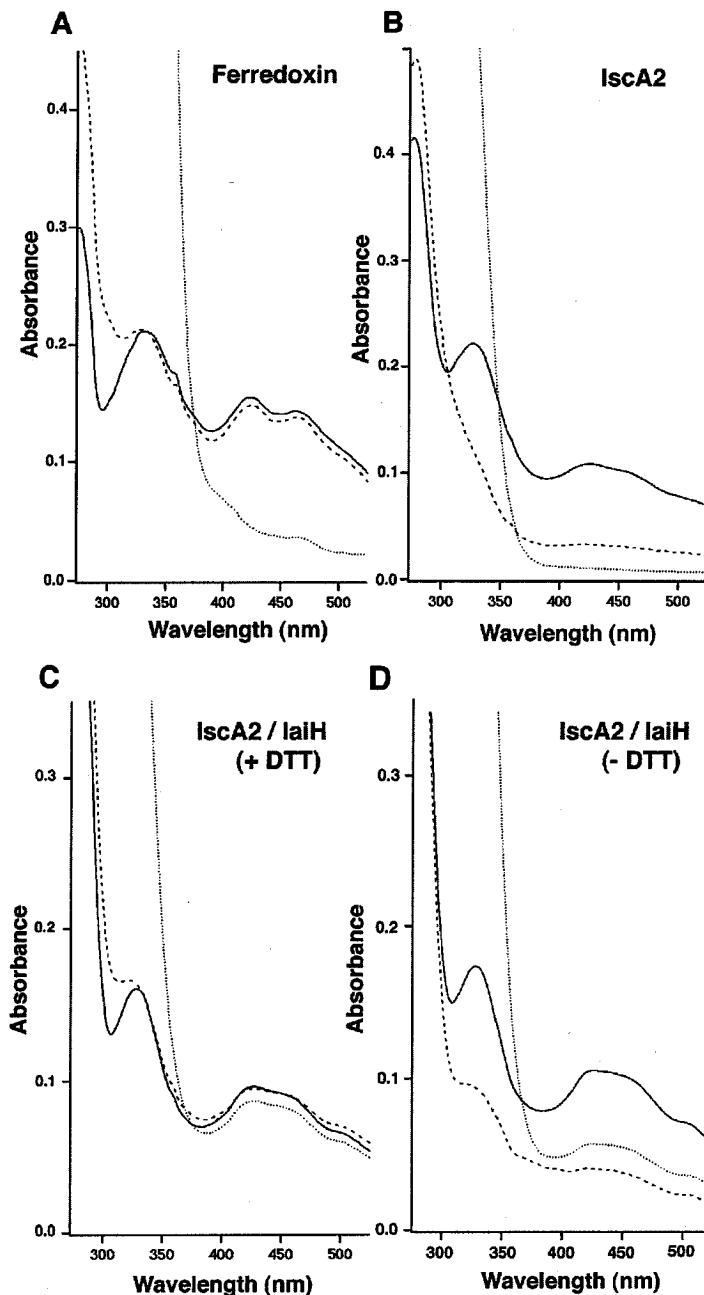 A
Ferredoxin
0.4
0.3
0.2
0.1
0.0
Absorbance
300 350 400 450 500
Wavelength (nm)
B
IscA2
0.4
0.3
0.2
0.1
0.0
Absorbance
300 350 400 450 500
Wavelength (nm)
C
IscA2 / IaiH
(+ DTT)
0.3
0.2
0.1
0.0
Absorbance
300 350 400 450 500
Wavelength (nm)
D
IscA2 / IaiH
(- DTT)
0.3
0.2
0.1
0.0
Absorbance
300 350 400 450 500
Wavelength (nm)